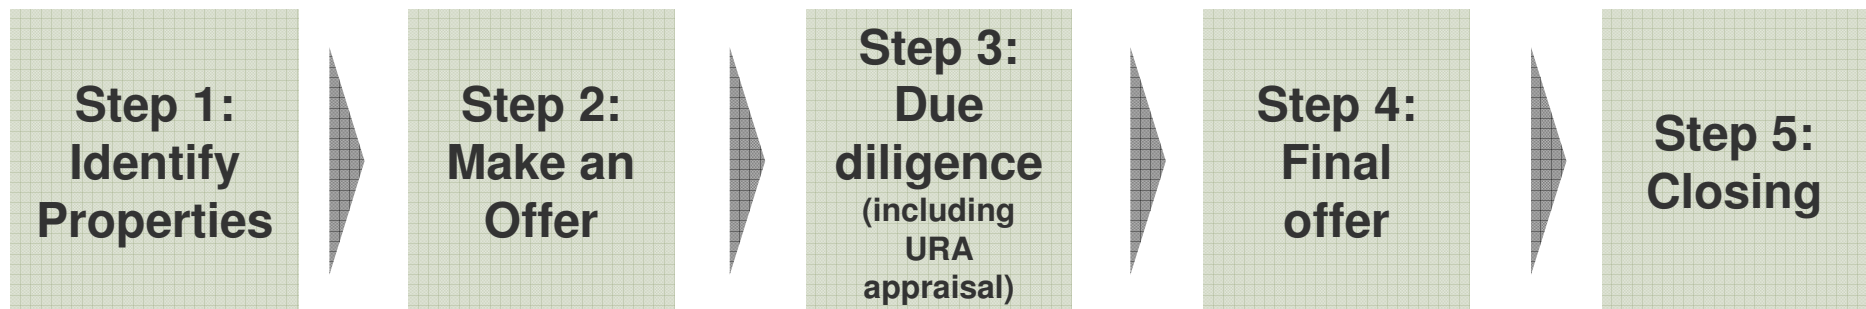 Step 1:
Identify
Properties
Step 2:
Make an
Offer
Step 3:
Due
diligence
(including
URA
appraisal)
Step 4:
Final
offer
Step 5:
Closing